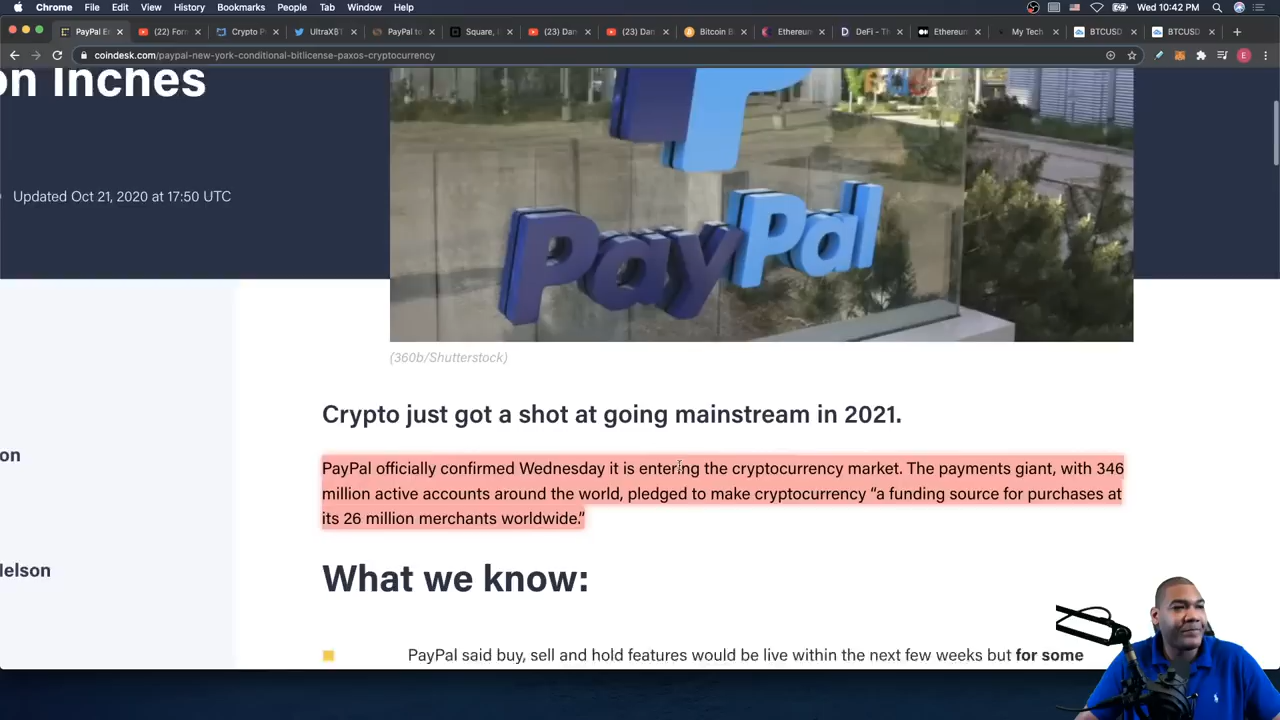 Chrome File Edit View History Bookmarks People Tab Window Help
Wed 10:42 PM
PayPal E
(22) Fon
Crypto P
UltraXBT
PayPal to
Square,
(23) Dan
(23) Dan
Bitcoin B
Ethereum
DeFi - Th
Ethereum
My Tech
BTCUSD
BTCUSD
coindesk.com/paypal-new-york-conditional-bitlicense-paxos-cryptocurrency
on Inches
Updated Oct 21, 2020 at 17:50 UTC
PayPal
(360b/Shutterstock)
Crypto just got a shot at going mainstream in 2021.
PayPal officially confirmed Wednesday it is entering the cryptocurrency market. The payments giant, with 346
million active accounts around the world, pledged to make cryptocurrency “a funding source for purchases at
its 26 million merchants worldwide.”
on
What we know:
Nelson
PayPal said buy, sell and hold features would be live within the next few weeks but for some